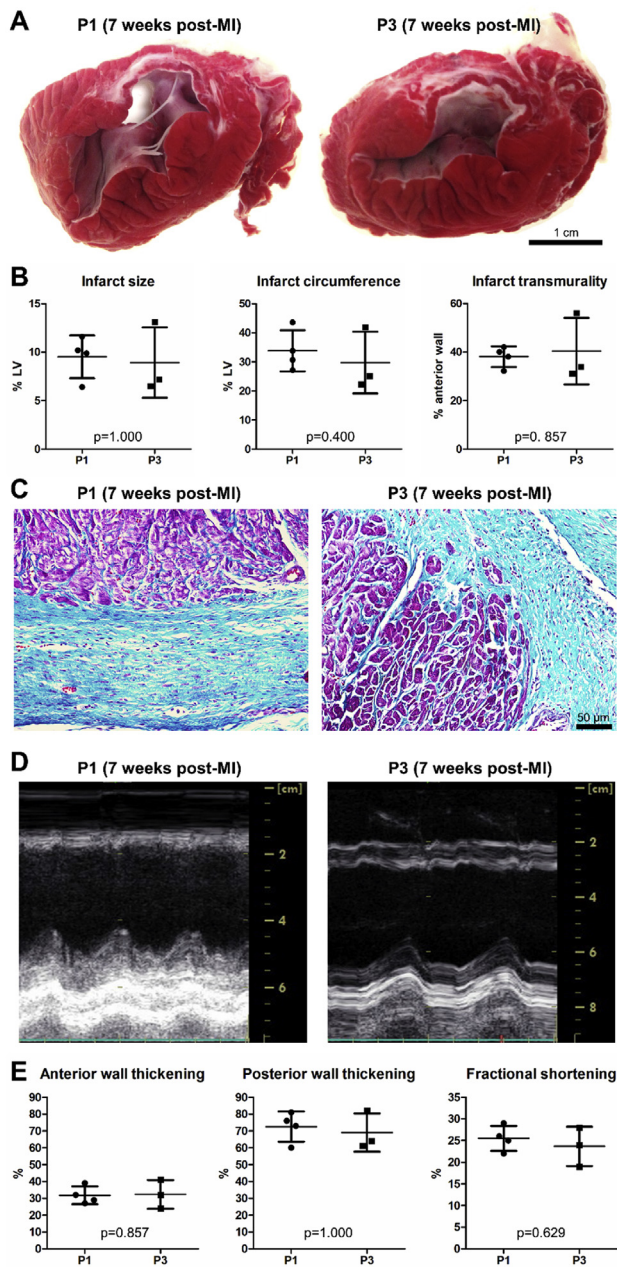 A
P1 (7 weeks post-MI)
P3 (7 weeks post-MI)
1 cm
B
Infarct size
Infarct circumference
Infarct transmurality
% LV
15
10
5
0
p=1.000
P1
P3
% LV
50
40
30
20
10
0
p=0.400
P1
P3
% anterior wall
60
40
20
0
p=0. 857
P1
P3
C
P1 (7 weeks post-MI)
P3 (7 weeks post-MI)
50 µm
D
P1 (7 weeks post-MI)
P3 (7 weeks post-MI)
[cm]
2
4
6
[cm]
2
4
6
8
E
Anterior wall thickening
Posterior wall thickening
Fractional shortening
%
90
80
70
60
50
40
30
20
10
0
p=0.857
P1
P3
%
90
80
70
60
50
40
30
20
10
0
p=1.000
P1
P3
%
35
30
25
20
15
10
5
0
p=0.629
P1
P3